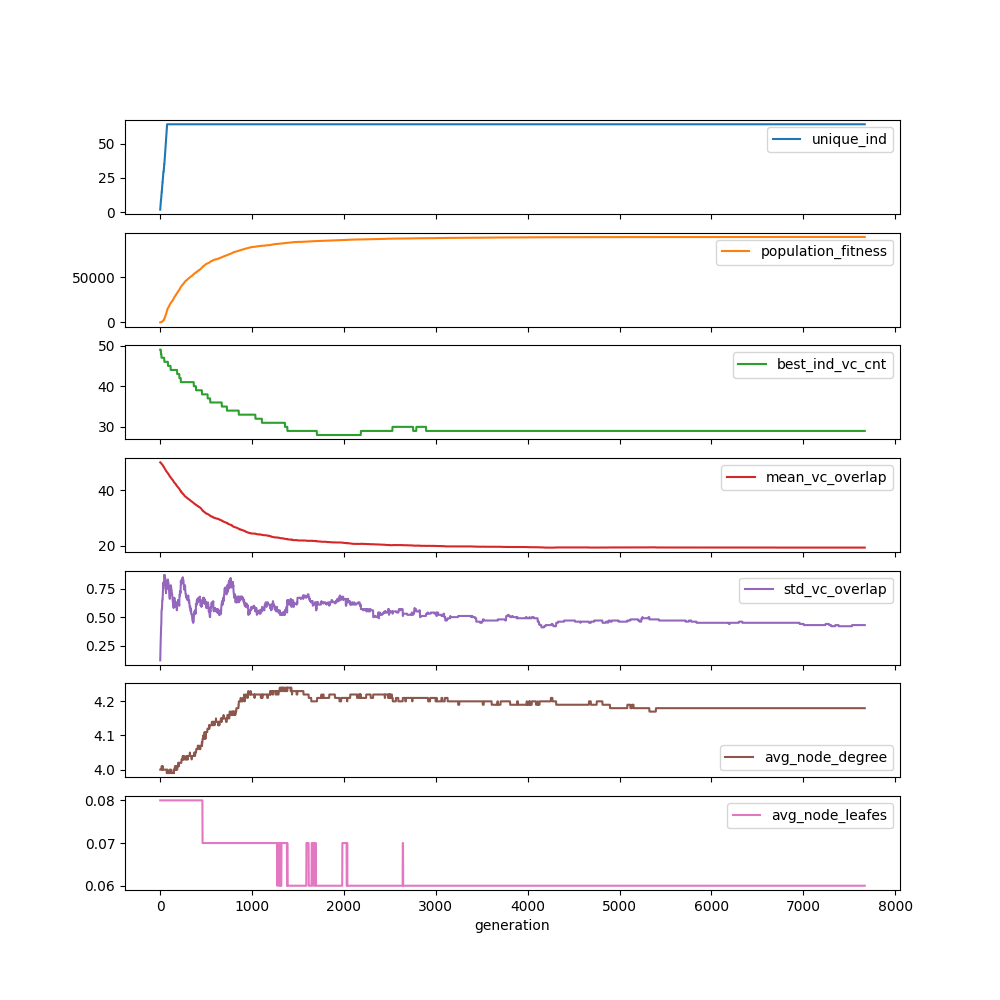 50
25
0
unique_ind
50000
0
population_fitness
50
40
30
best_ind_vc_cnt
40
20
mean_vc_overlap
0.75
0.50
0.25
std_vc_overlap
4.2
4.1
4.0
avg_node_degree
0.08
0.07
0.06
avg_node_leafes
0 1000 2000 3000 4000 5000 6000 7000 8000
generation